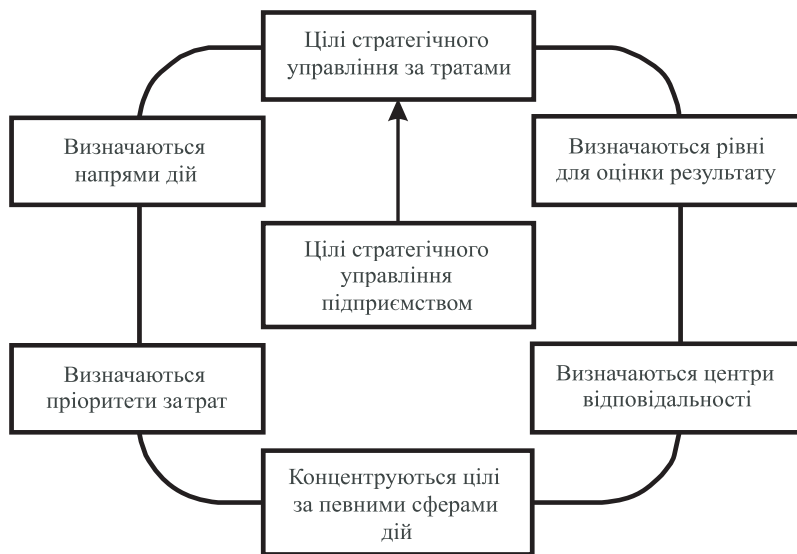 Цілі стратегічного
управління за тратами
Визначаються
напрями дій
Визначаються рівні
для оцінки результату
Цілі стратегічного
управління
підприємством
Визначаються
пріоритети затрат
Визначаються центри
відповідальності
Концентруються цілі
за певними сферами
дій